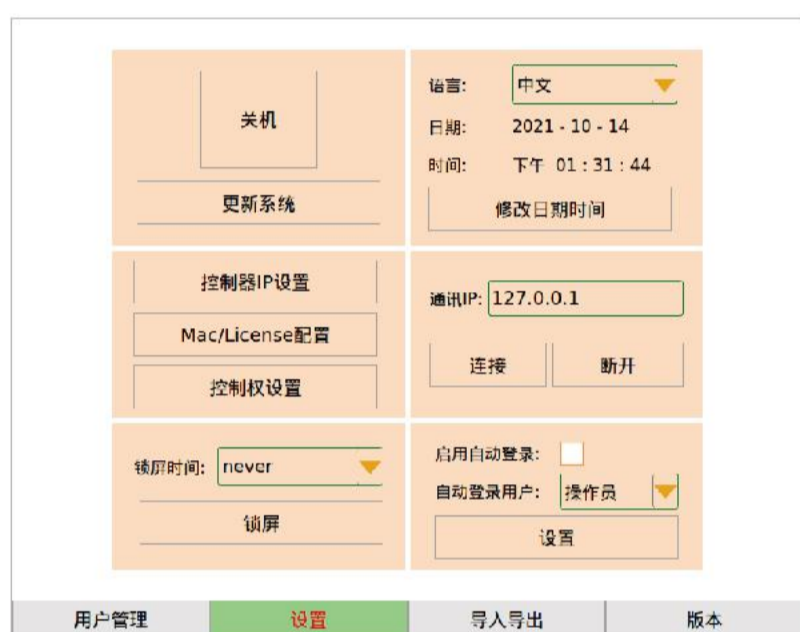 关机
更新系统
语言: 中文
日期: 2021 - 10 - 14
时间: 下午 01 : 31 : 44
修改日期时间
控制器IP设置
Mac/License配置
控制权设置
通讯IP: 127.0.0.1
连接 断开
锁屏时间: never
锁屏
启用自动登录:
自动登录用户: 操作员
设置
用户管理 设置 导入导出 版本